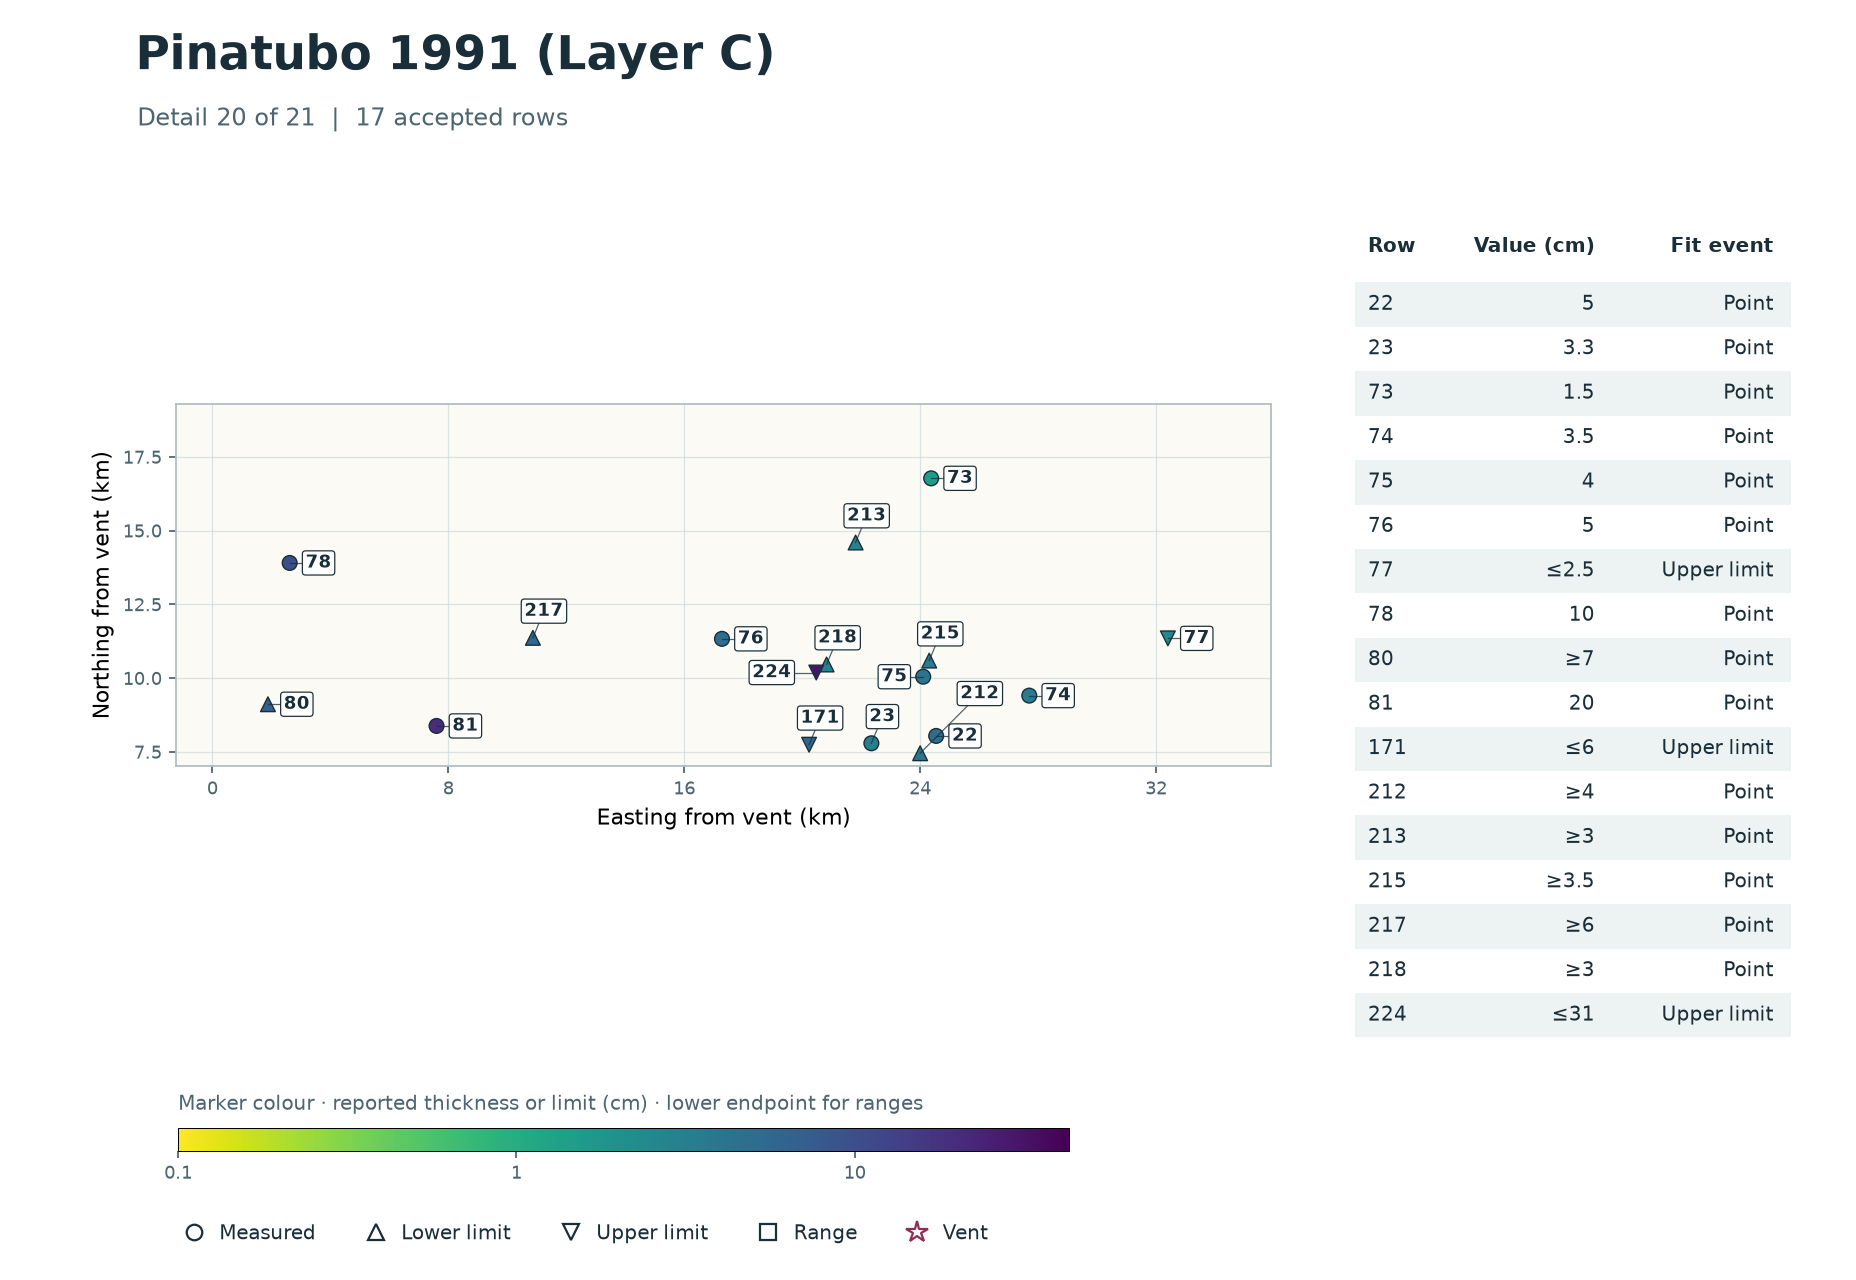 Pinatubo 1991 (Layer C)
Detail 20 of 21 | 17 accepted rows
Row Value (cm) Fit event
22 5 Point
23 3.3 Point
73 1.5 Point
74 3.5 Point
75 4 Point
76 5 Point
77 ≤2.5 Upper limit
78 10 Point
80 ≥7 Point
81 20 Point
171 ≤6 Upper limit
212 ≥4 Point
213 ≥3 Point
215 ≥3.5 Point
217 ≥6 Point
218 ≥3 Point
224 ≤31 Upper limit
Northing from vent (km)
17.5
15.0
12.5
10.0
7.5
73
213
78
217
76
218
215
77
224
75
212
74
80
81
171
23
22
0 8 16 24 32
Easting from vent (km)
Marker colour · reported thickness or limit (cm) · lower endpoint for ranges
0.1 1 10
Measured Lower limit Upper limit Range Vent